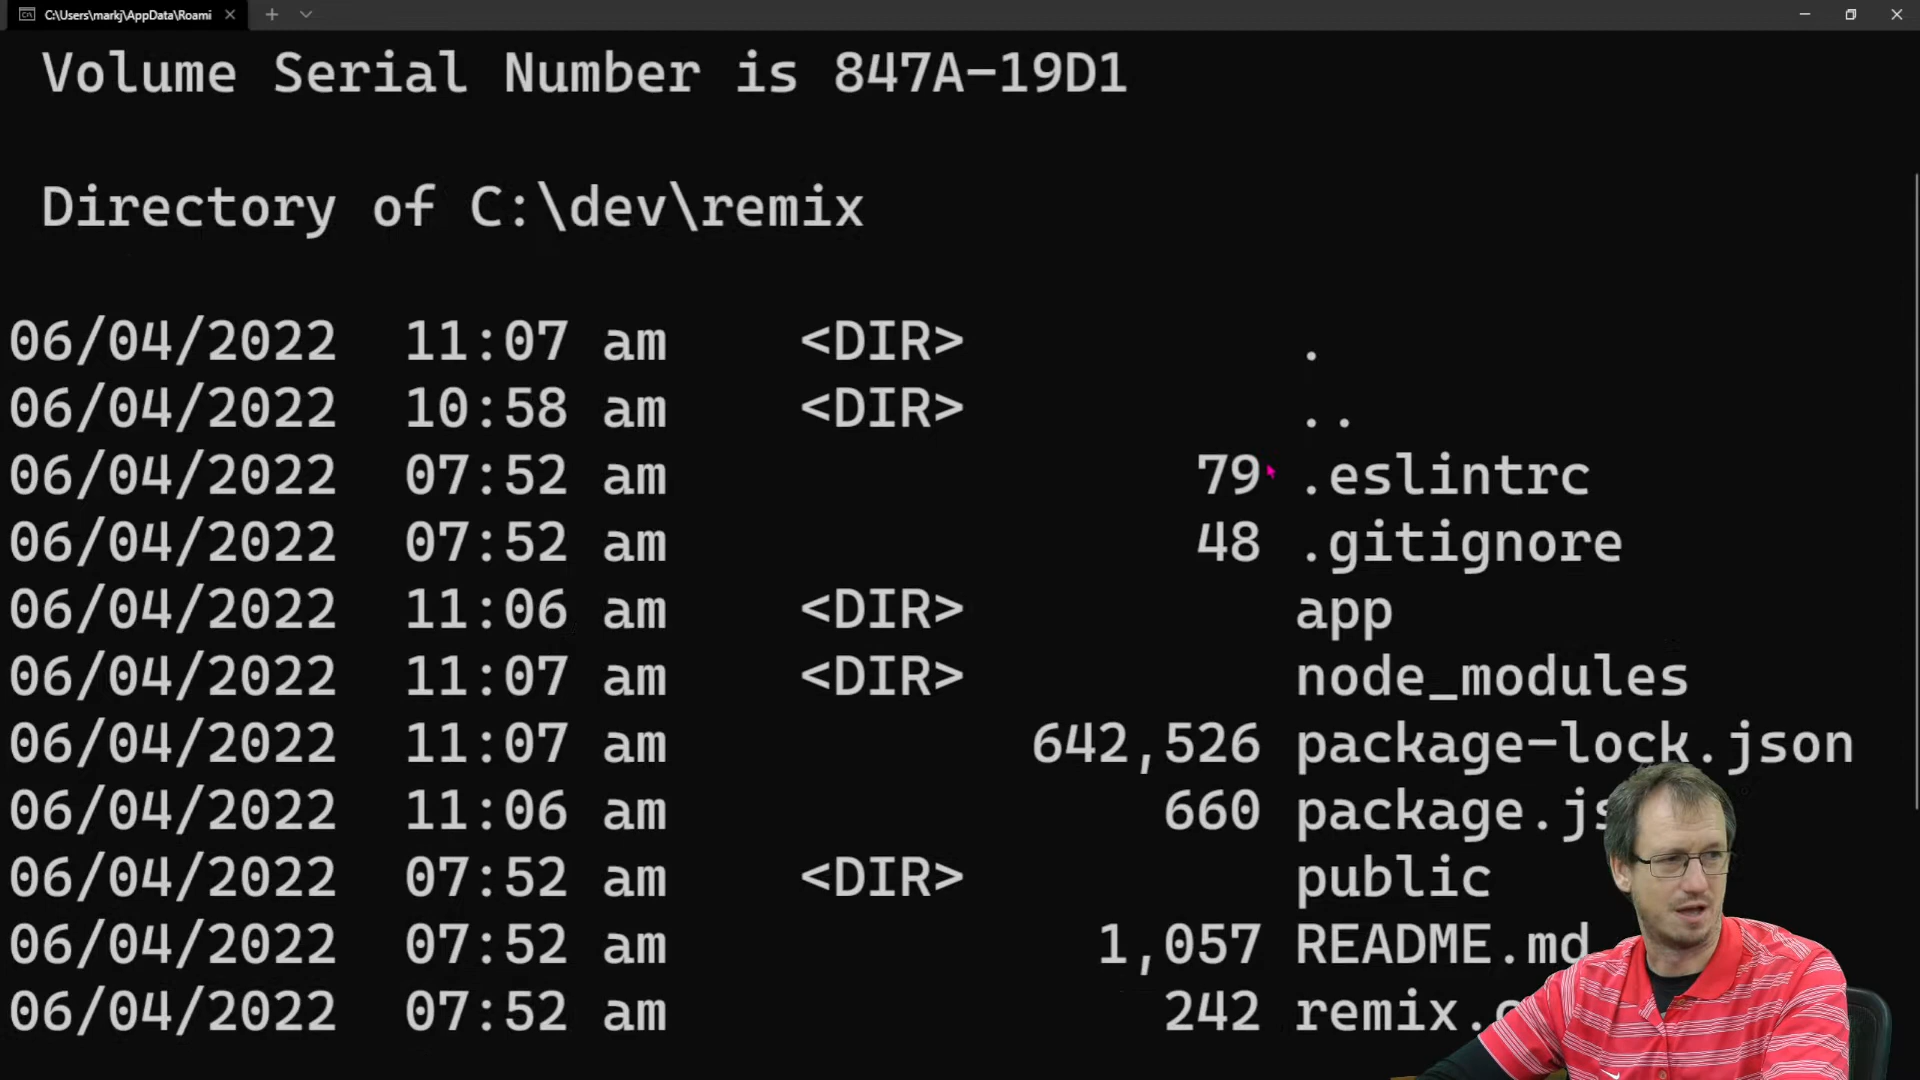 C:\Users\markj\AppData\Roami
Volume Serial Number is 847A-19D1
Directory of C:\dev\remix
06/04/2022 11:07 am <DIR> .
06/04/2022 10:58 am <DIR> ..
06/04/2022 07:52 am 79 .eslintrc
06/04/2022 07:52 am 48 .gitignore
06/04/2022 11:06 am <DIR> app
06/04/2022 11:07 am <DIR> node_modules
06/04/2022 11:07 am 642,526 package-lock.json
06/04/2022 11:06 am 660 package.js
06/04/2022 07:52 am <DIR> public
06/04/2022 07:52 am 1,057 README.md
06/04/2022 07:52 am 242 remix.